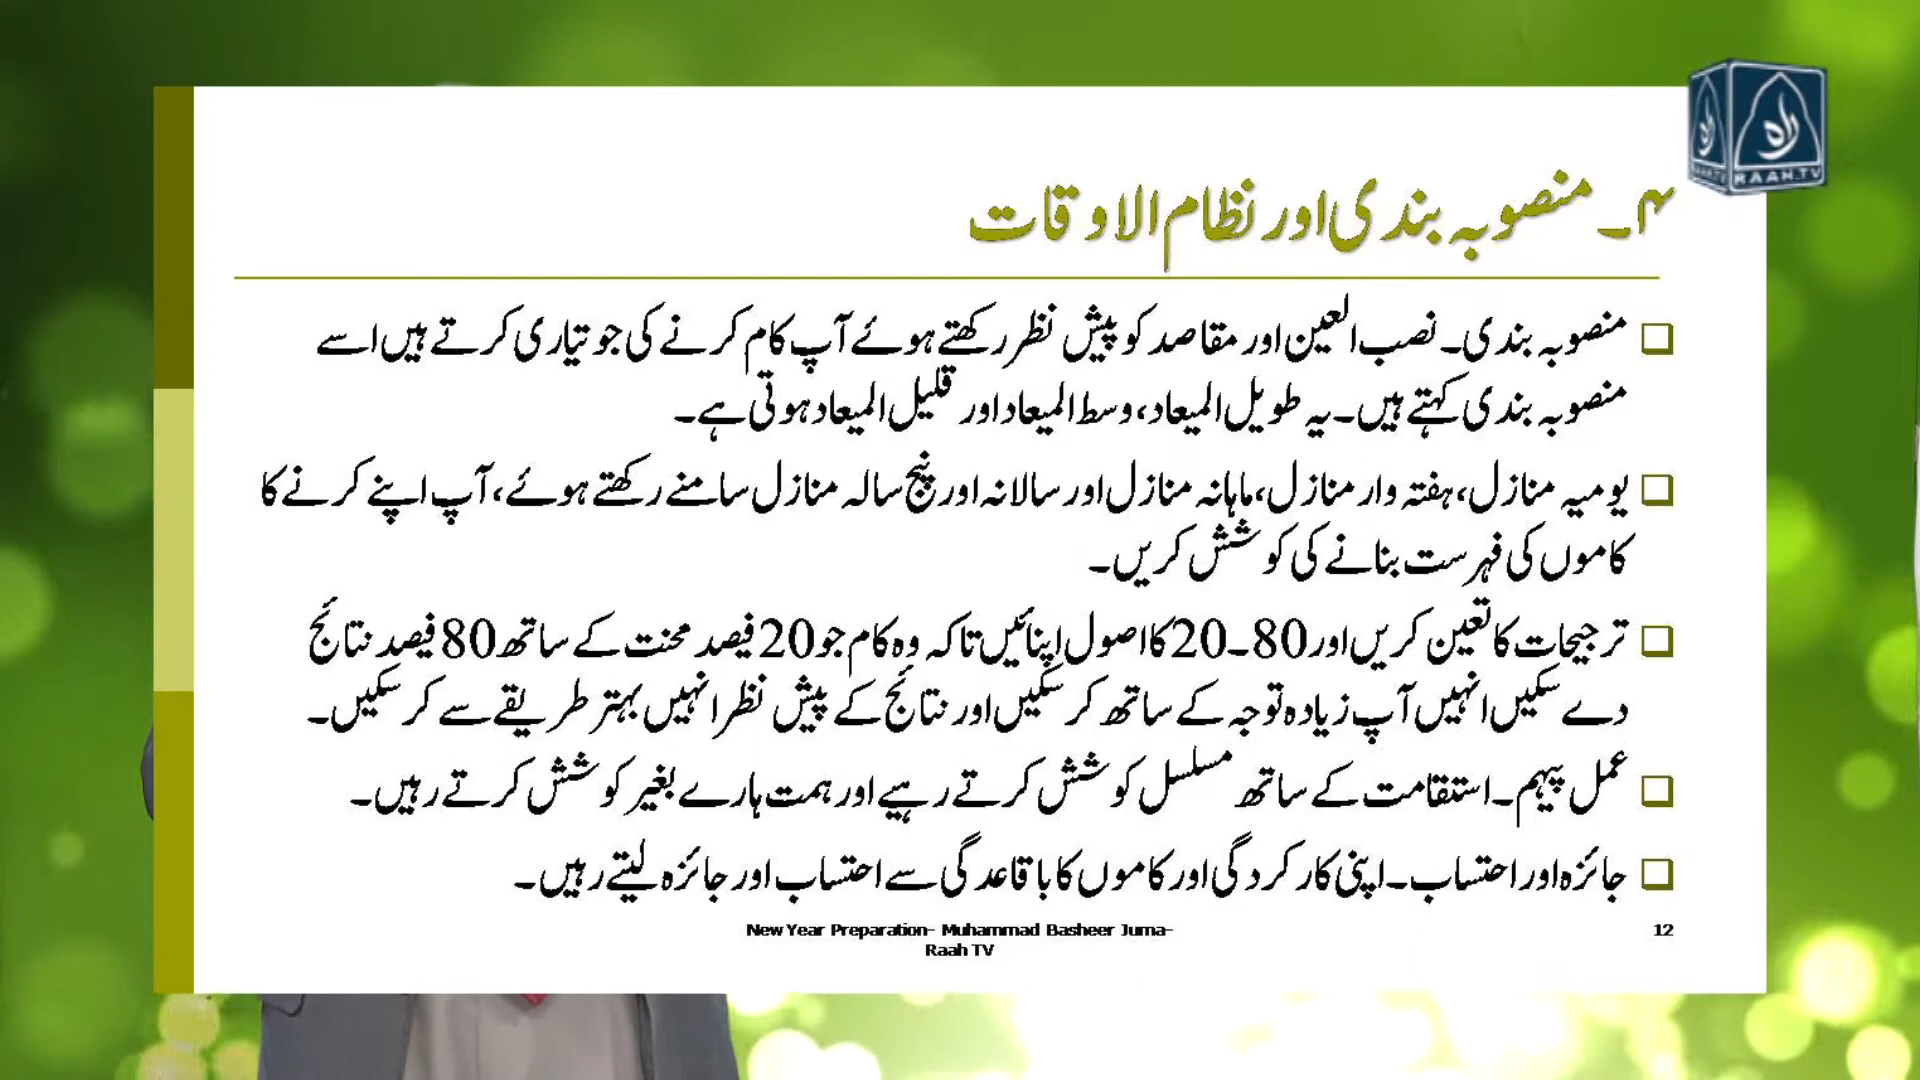 ۴۔ منصوبہ بندی اور نظام الاوقات
منصوبہ بندی۔ نصب العین اور مقاصد کو پیش نظر رکھتے ہوئے آپ کام کرنے کی جو تیاری کرتے ہیں اسے
منصوبہ بندی کہتے ہیں۔ یہ طویل المیعاد، وسط المیعاد اور قلیل المیعاد ہوتی ہے۔
یومیہ منازل، ہفتہ وار منازل، ماہانہ منازل اور سالانہ اور پنج سالہ منازل سامنے رکھتے ہوئے، آپ اپنے کرنے کا
کاموں کی فہرست بنانے کی کوشش کریں۔
ترجیحات کا تعین کریں اور 80۔20 کا اصول اپنائیں تاکہ وہ کام جو 20 فیصد محنت کے ساتھ 80 فیصد نتائج
دے سکیں انہیں آپ زیادہ توجہ کے ساتھ کر سکیں اور نتائج کے پیش نظر انہیں بہتر طریقے سے کر سکیں۔
عمل پیہم۔ استقامت کے ساتھ مسلسل کوشش کرتے رہیے اور ہمت ہارے بغیر کوشش کرتے رہیں۔
جائزہ اور احتساب۔ اپنی کارکردگی اور کاموں کا باقاعدگی سے احتساب اور جائزہ لیتے رہیں۔
New Year Preparation- Muhammad Basheer Juma-
Raah TV
12
راہ
RAAH.TV